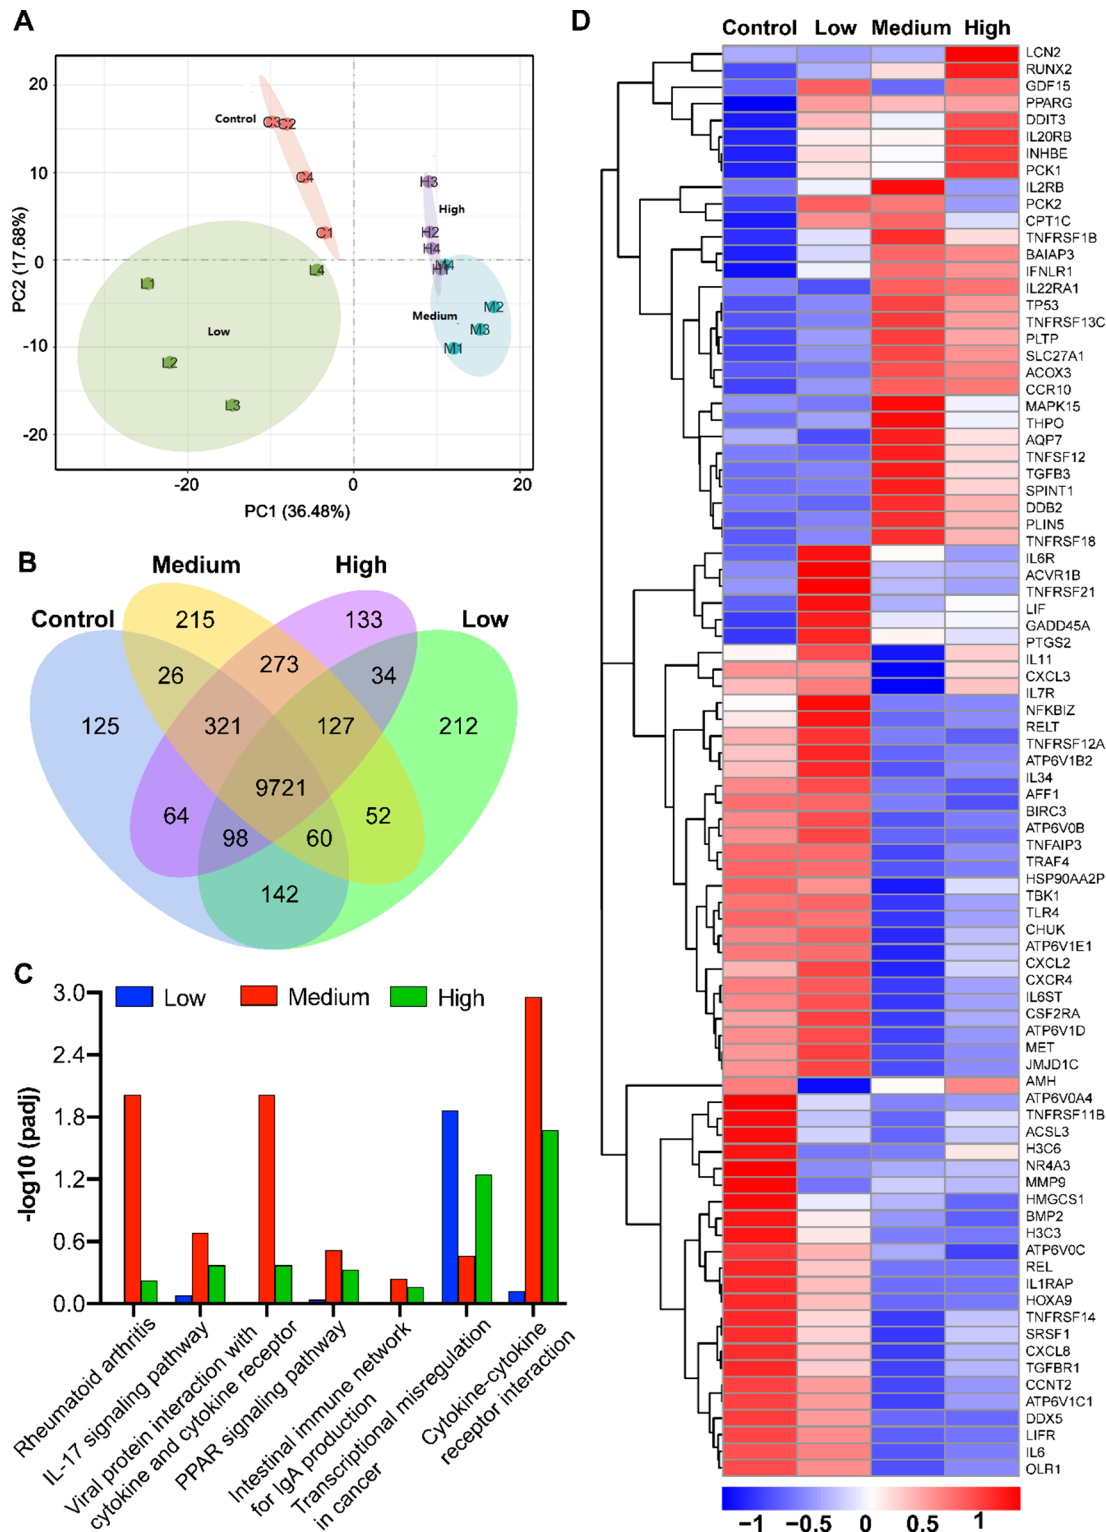 A
20
10
0
-10
-20
PC2 (17.68%)
Control
C3
C2
C4
C1
H3
High
H2
H4
M4
H1
L4
L1
Low
Medium
M2
M3
M1
L2
L3
-20
0
20
PC1 (36.48%)
B
Medium
High
Control
Low
215
133
26
273
34
125
321
127
212
9721
64
98
60
52
142
C
Low
Medium
High
3.0
2.4
1.8
1.2
0.6
0.0
-log10 (padj)
Rheumatoid arthritis
IL-17 signaling pathway
Viral protein interaction with
cytokine and cytokine receptor
PPAR signaling pathway
Intestinal immune network
for IgA production
Transcriptional misregulation
in cancer
Cytokine-cytokine
receptor interaction
D
Control Low Medium High
LCN2
RUNX2
GDF15
PPARG
DDIT3
IL20RB
INHBE
PCK1
IL2RB
PCK2
CPT1C
TNFRSF1B
BAIAP3
IFNLR1
IL22RA1
TP53
TNFRSF13C
PLTP
SLC27A1
ACOX3
CCR10
MAPK15
THPO
AQP7
TNFSF12
TGFB3
SPINT1
DDB2
PLIN5
TNFRSF18
IL6R
ACVR1B
TNFRSF21
LIF
GADD45A
PTGS2
IL11
CXCL3
IL7R
NFKBIZ
RELT
TNFRSF12A
ATP6V1B2
IL34
AFF1
BIRC3
ATP6V0B
TNFAIP3
TRAF4
HSP90AA2P
TBK1
TLR4
CHUK
ATP6V1E1
CXCL2
CXCR4
IL6ST
CSF2RA
ATP6V1D
MET
JMJD1C
AMH
ATP6V0A4
TNFRSF11B
ACSL3
H3C6
NR4A3
MMP9
HMGCS1
BMP2
H3C3
ATP6V0C
REL
IL1RAP
HOXA9
TNFRSF14
SRSF1
CXCL8
TGFBR1
CCNT2
ATP6V1C1
DDX5
LIFR
IL6
OLR1
−1 −0.5 0 0.5 1